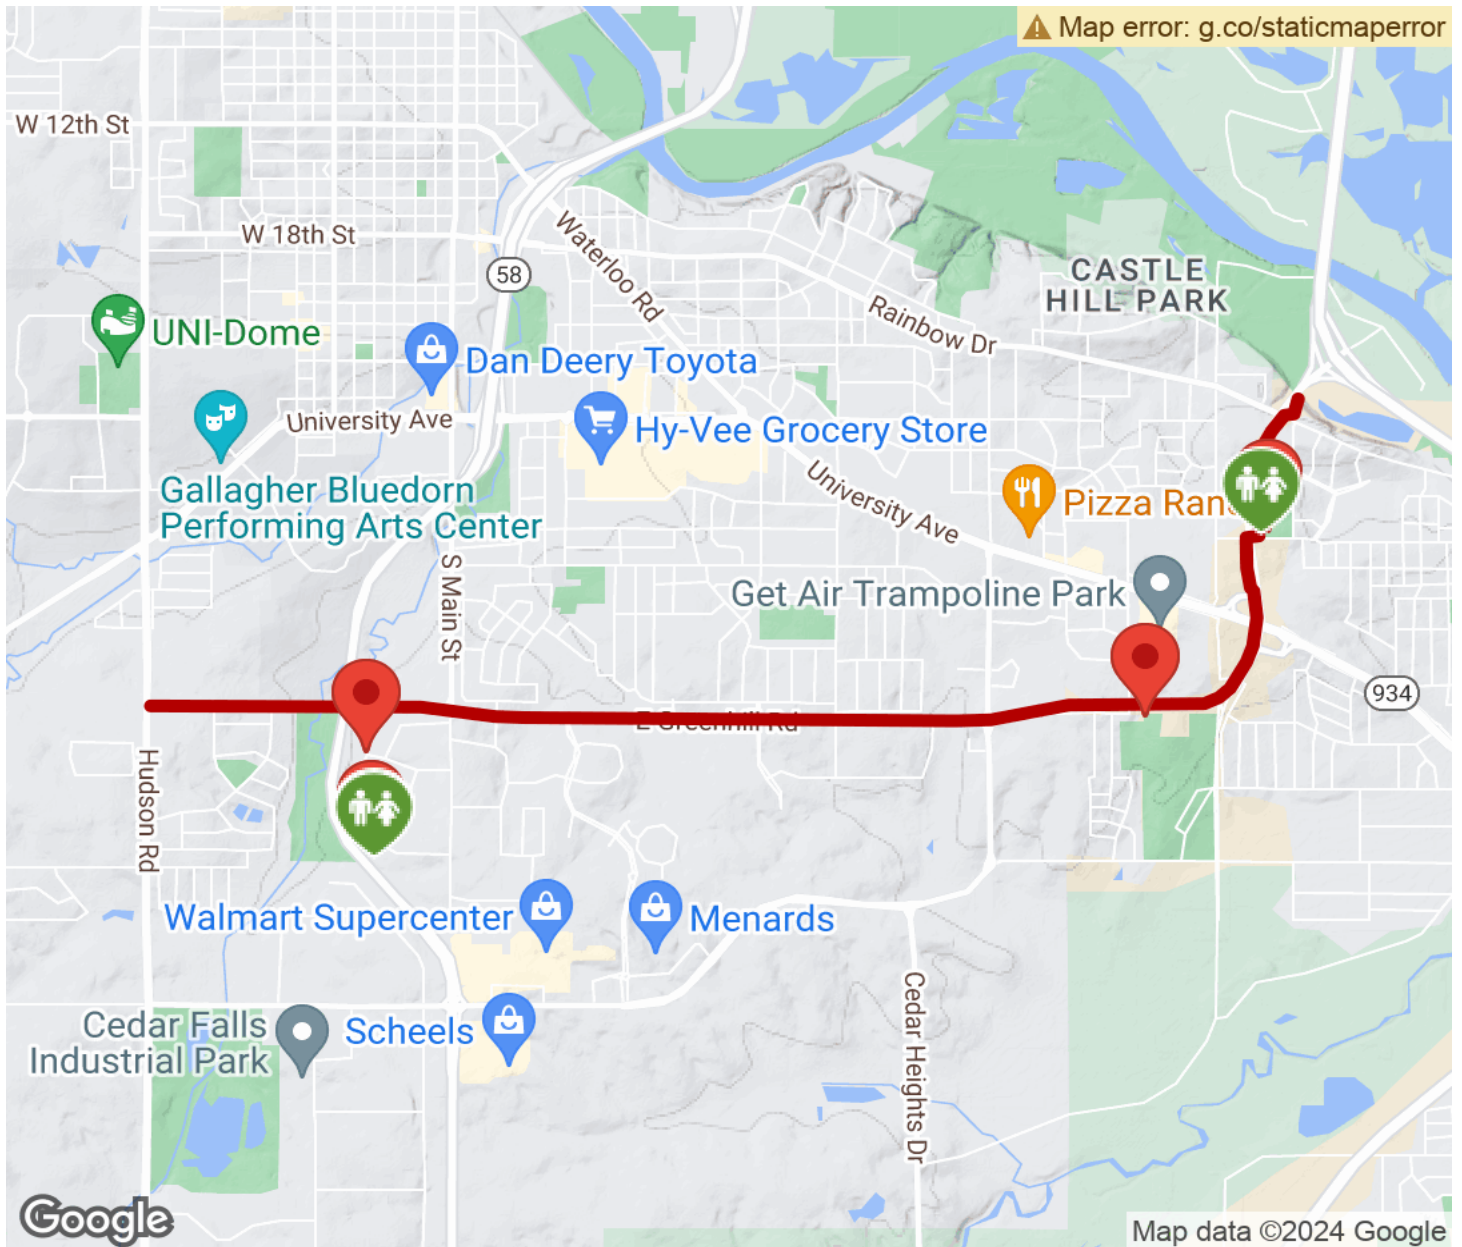 Map error: g.co/staticmaperror
W 12th St
W 18th St
Waterloo Rd
58
CASTLE
HILL PARK
Rainbow Dr
UNI-Dome
Dan Deery Toyota
University Ave
Hy-Vee Grocery Store
Gallagher Bluedorn
Performing Arts Center
University Ave
Pizza Ran
S Main St
Get Air Trampoline Park
934
E Greenhill Rd
Hudson Rd
Walmart Supercenter
Menards
Cedar Falls
Industrial Park
Scheels
Cedar Heights Dr
Google
Map data ©2024 Google